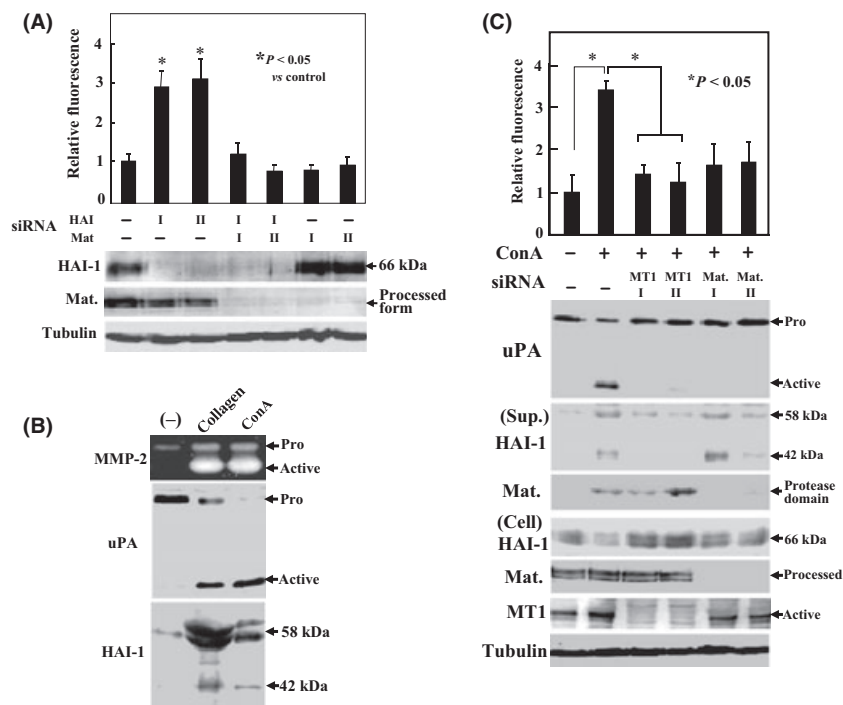 (A)
Relative fluorescence
4
3
2
1
0
*
*
*P < 0.05
vs control
siRNA
HAI – I II I I – –
Mat – – – I II I II
HAI-1
66 kDa
Mat.
Processed
form
Tubulin
(B)
(–) Collagen ConA
MMP-2
Pro
Active
uPA
Pro
Active
HAI-1
58 kDa
42 kDa
(C)
Relative fluorescence
4
3
2
1
0
*
*
*P < 0.05
ConA – + + + + +
siRNA – – MT1 MT1 Mat. Mat.
I II I II
uPA
Pro
Active
(Sup.)
HAI-1
58 kDa
42 kDa
Mat.
Protease
domain
(Cell)
HAI-1
66 kDa
Mat.
Processed
MT1
Active
Tubulin